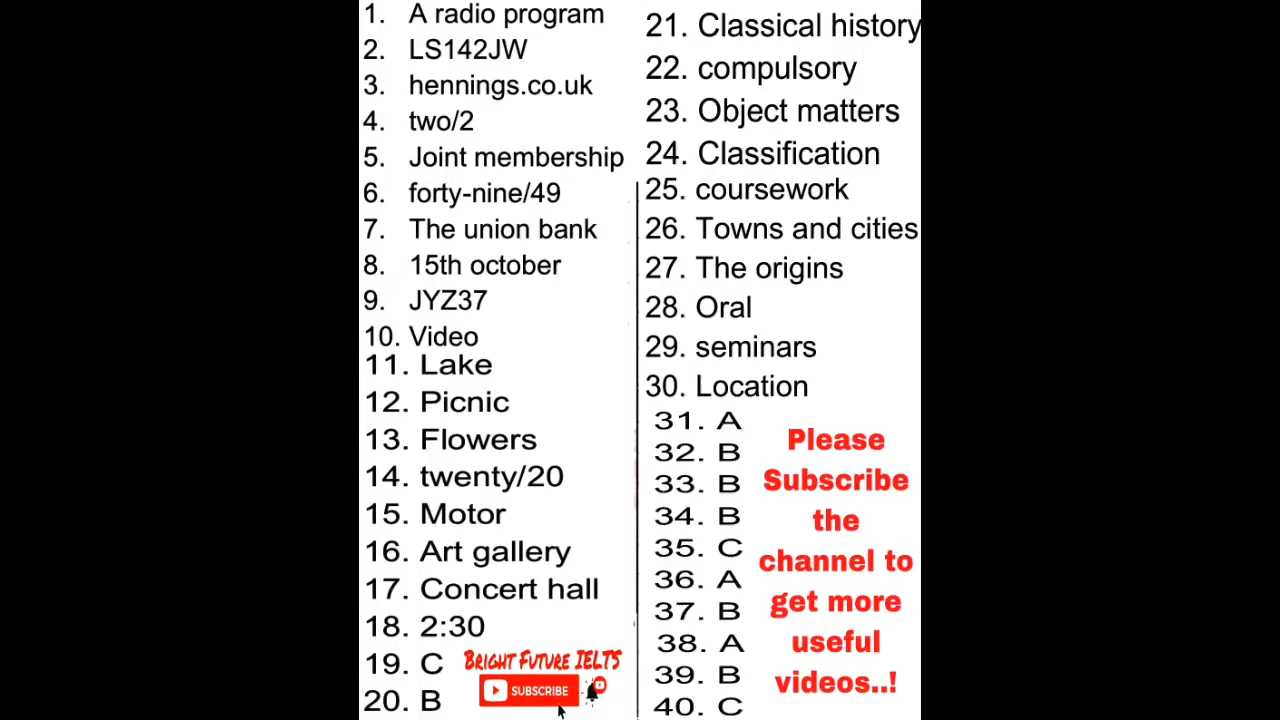 1. A radio program
2. LS142JW
3. hennings.co.uk
4. two/2
5. Joint membership
6. forty-nine/49
7. The union bank
8. 15th october
9. JYZ37
10. Video
11. Lake
12. Picnic
13. Flowers
14. twenty/20
15. Motor
16. Art gallery
17. Concert hall
18. 2:30
19. C
20. B
BRIGHT FUTURE IELTS
SUBSCRIBE
21. Classical history
22. compulsory
23. Object matters
24. Classification
25. coursework
26. Towns and cities
27. The origins
28. Oral
29. seminars
30. Location
31. A
32. B
33. B
34. B
35. C
36. A
37. B
38. A
39. B
40. C
Please
Subscribe
the
channel to
get more
useful
videos..!